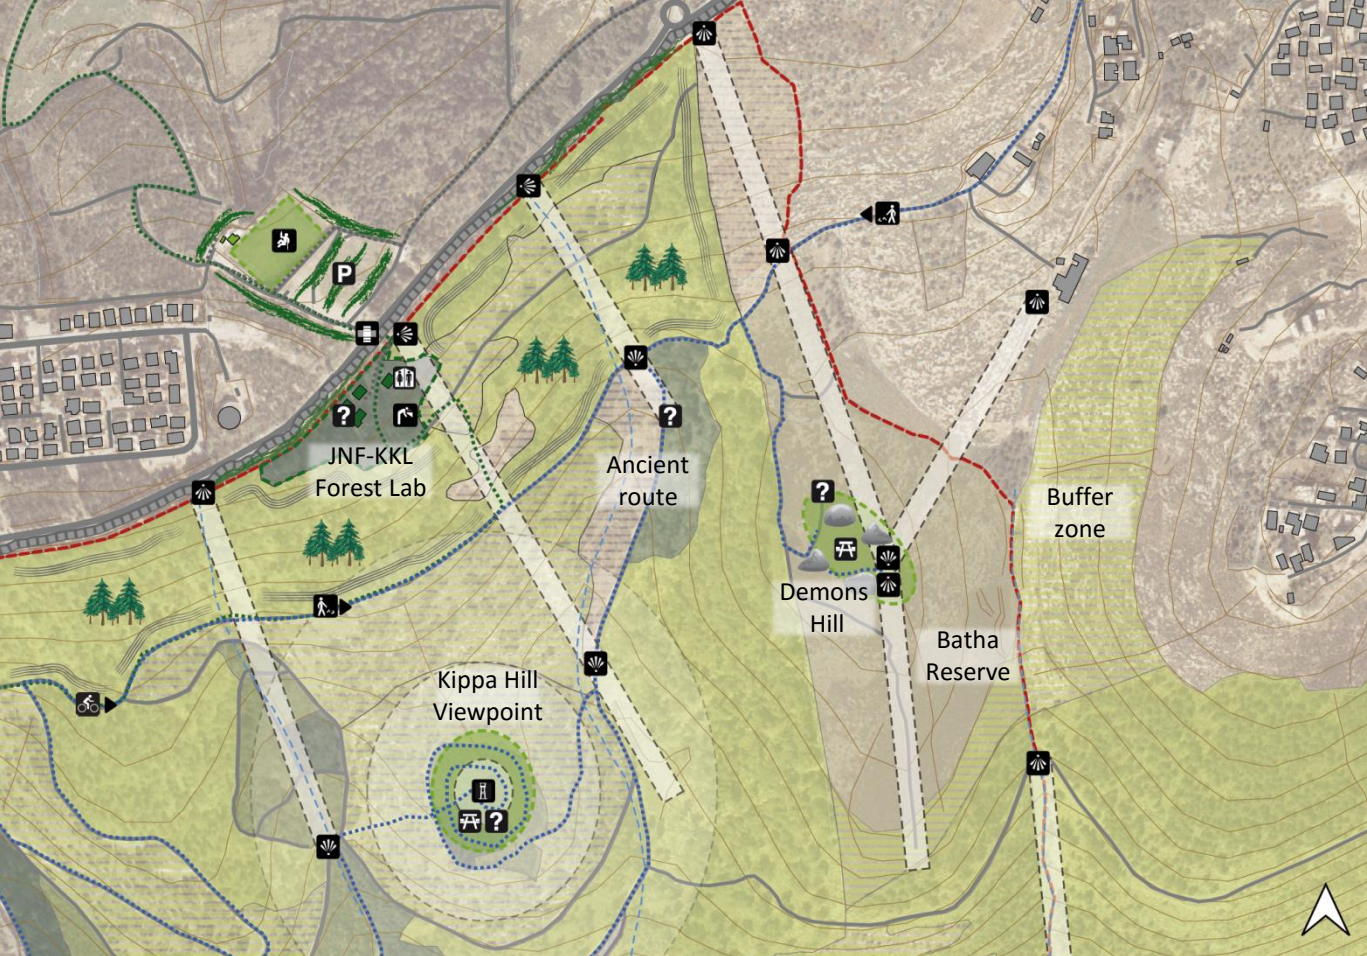 P
?
JNF-KKL
Forest Lab
?
Ancient
route
?
Buffer
zone
Demons
Hill
Batha
Reserve
Kippa Hill
Viewpoint
?